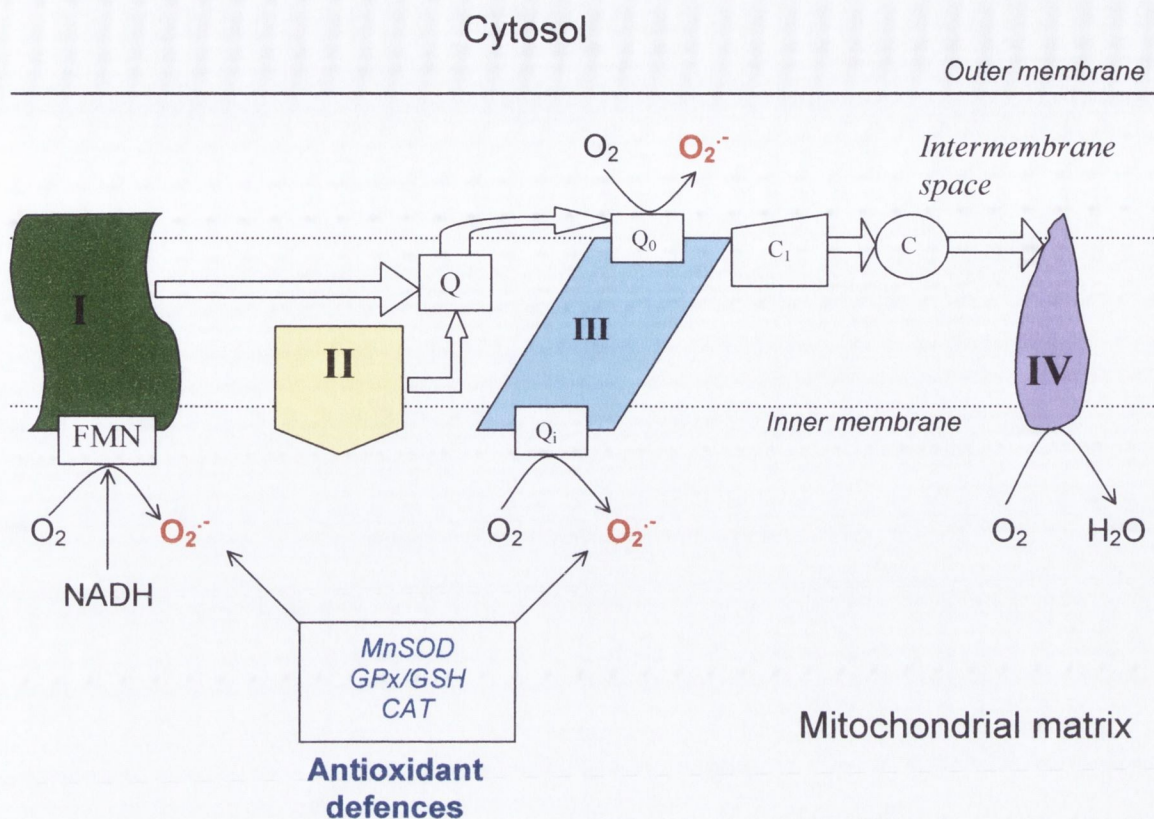 Cytosol
Outer membrane
O₂ O₂·-
Intermembrane
space
Q₀
C₁
C
Q
I
II
III
IV
Inner membrane
FMN
Qᵢ
O₂ O₂·-
O₂ O₂·-
O₂ H₂O
NADH
MnSOD
GPx/GSH
CAT
Mitochondrial matrix
Antioxidant
defences